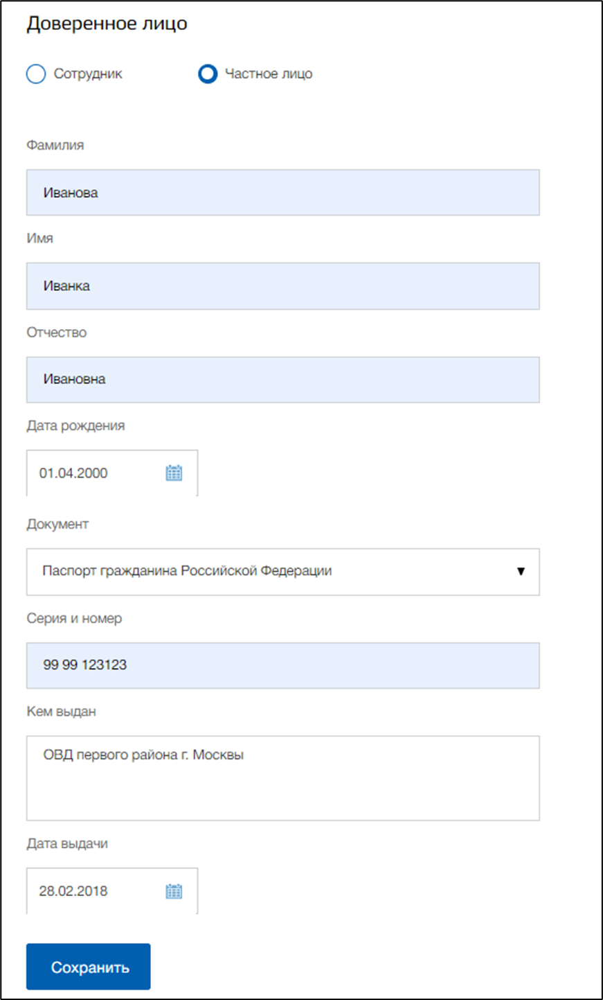 Доверенное лицо
Сотрудник Частное лицо
Фамилия
Иванова
Имя
Иванка
Отчество
Ивановна
Дата рождения
01.04.2000
Документ
Паспорт гражданина Российской Федерации
Серия и номер
99 99 123123
Кем выдан
ОВД первого района г. Москвы
Дата выдачи
28.02.2018
Сохранить